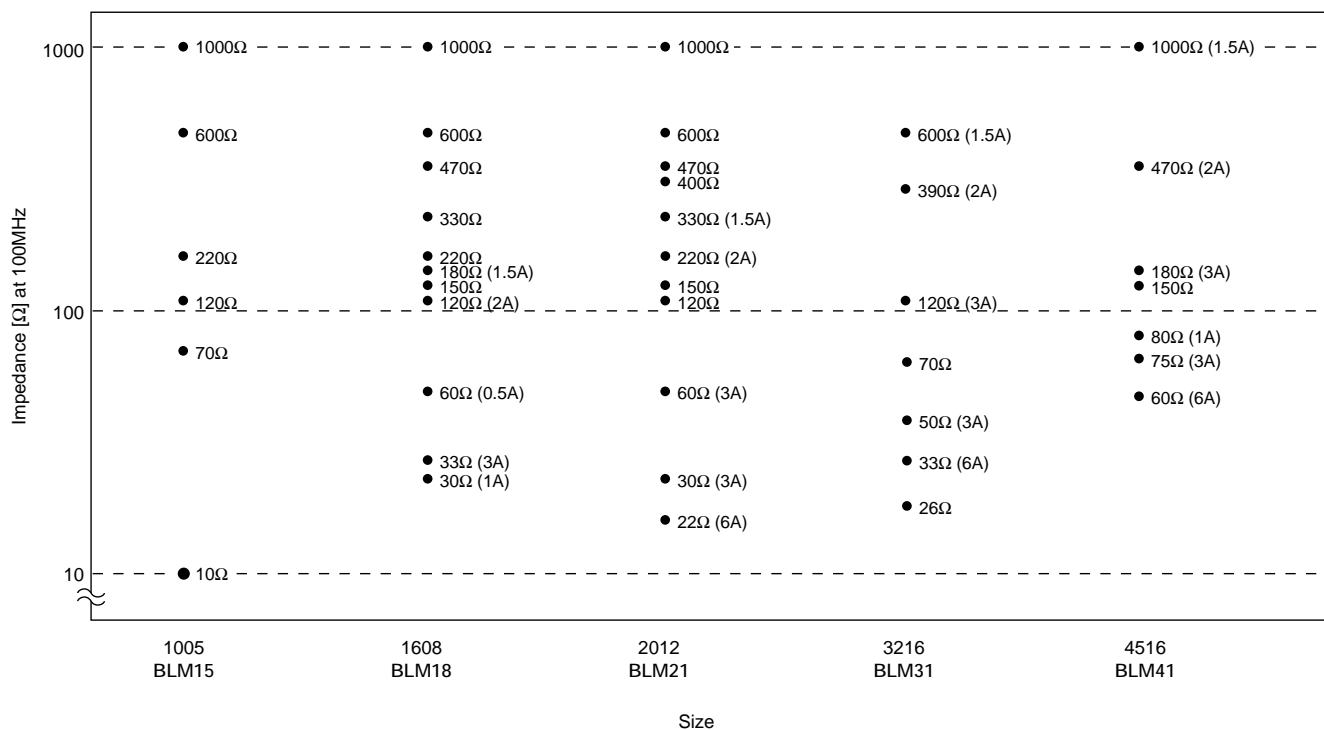 Impedance [Ω] at 100MHz
1000
100
10
1000Ω
600Ω
220Ω
120Ω
70Ω
10Ω
1000Ω
600Ω
470Ω
330Ω
220Ω
180Ω (1.5A)
150Ω
120Ω (2A)
60Ω (0.5A)
33Ω (3A)
30Ω (1A)
1000Ω
600Ω
470Ω
400Ω
330Ω (1.5A)
220Ω (2A)
150Ω
120Ω
60Ω (3A)
30Ω (3A)
22Ω (6A)
600Ω (1.5A)
390Ω (2A)
120Ω (3A)
70Ω
50Ω (3A)
33Ω (6A)
26Ω
1000Ω (1.5A)
470Ω (2A)
180Ω (3A)
150Ω
80Ω (1A)
75Ω (3A)
60Ω (6A)
1005
BLM15
1608
BLM18
2012
BLM21
3216
BLM31
4516
BLM41
Size